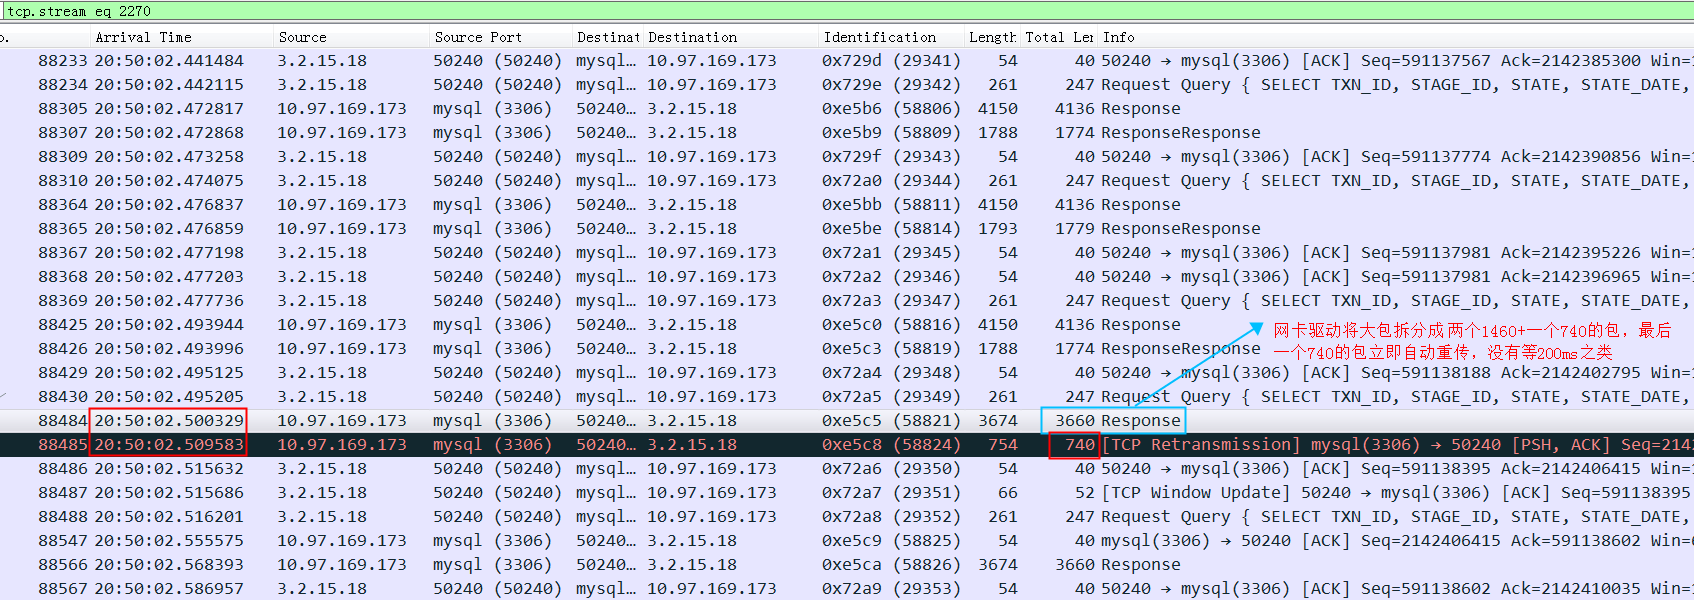 tcp.stream eq 2270
o. Arrival Time Source Source Port Destinat Destination Identification Length Total Len Info
88233 20:50:02.441484 3.2.15.18 50240 (50240) mysql… 10.97.169.173 0x729d (29341) 54 40 50240 → mysql(3306) [ACK] Seq=591137567 Ack=2142385300 Win=1
88234 20:50:02.442115 3.2.15.18 50240 (50240) mysql… 10.97.169.173 0x729e (29342) 261 247 Request Query { SELECT TXN_ID, STAGE_ID, STATE, STATE_DATE,
88305 20:50:02.472817 10.97.169.173 mysql (3306) 50240… 3.2.15.18 0xe5b6 (58806) 4150 4136 Response
88307 20:50:02.472868 10.97.169.173 mysql (3306) 50240… 3.2.15.18 0xe5b9 (58809) 1788 1774 ResponseResponse
88309 20:50:02.473258 3.2.15.18 50240 (50240) mysql… 10.97.169.173 0x729f (29343) 54 40 50240 → mysql(3306) [ACK] Seq=591137774 Ack=2142390856 Win=1
88310 20:50:02.474075 3.2.15.18 50240 (50240) mysql… 10.97.169.173 0x72a0 (29344) 261 247 Request Query { SELECT TXN_ID, STAGE_ID, STATE, STATE_DATE,
88364 20:50:02.476837 10.97.169.173 mysql (3306) 50240… 3.2.15.18 0xe5bb (58811) 4150 4136 Response
88365 20:50:02.476859 10.97.169.173 mysql (3306) 50240… 3.2.15.18 0xe5be (58814) 1793 1779 ResponseResponse
88367 20:50:02.477198 3.2.15.18 50240 (50240) mysql… 10.97.169.173 0x72a1 (29345) 54 40 50240 → mysql(3306) [ACK] Seq=591137981 Ack=2142395226 Win=1
88368 20:50:02.477203 3.2.15.18 50240 (50240) mysql… 10.97.169.173 0x72a2 (29346) 54 40 50240 → mysql(3306) [ACK] Seq=591137981 Ack=2142396965 Win=1
88369 20:50:02.477736 3.2.15.18 50240 (50240) mysql… 10.97.169.173 0x72a3 (29347) 261 247 Request Query { SELECT TXN_ID, STAGE_ID, STATE, STATE_DATE,
88425 20:50:02.493944 10.97.169.173 mysql (3306) 50240… 3.2.15.18 0xe5c0 (58816) 4150 4136 Response
网卡驱动将大包拆分成 两个1460+一个740的包，最后
88426 20:50:02.493996 10.97.169.173 mysql (3306) 50240… 3.2.15.18 0xe5c3 (58819) 1788 1774 ResponseResponse
一个740的包立即自动重传，没有等200ms之类
88429 20:50:02.495125 3.2.15.18 50240 (50240) mysql… 10.97.169.173 0x72a4 (29348) 54 40 50240 → mysql(3306) [ACK] Seq=591138188 Ack=2142402795 Win=1
88430 20:50:02.495205 3.2.15.18 50240 (50240) mysql… 10.97.169.173 0x72a5 (29349) 261 247 Request Query { SELECT TXN_ID, STAGE_ID, STATE, STATE_DATE,
88484 20:50:02.500329 10.97.169.173 mysql (3306) 50240… 3.2.15.18 0xe5c5 (58821) 3674 3660 Response
88485 20:50:02.509583 10.97.169.173 mysql (3306) 50240… 3.2.15.18 0xe5c8 (58824) 754 740 [TCP Retransmission] mysql(3306) → 50240 [PSH, ACK] Seq=2142
88486 20:50:02.515632 3.2.15.18 50240 (50240) mysql… 10.97.169.173 0x72a6 (29350) 54 40 50240 → mysql(3306) [ACK] Seq=591138395 Ack=2142406415 Win=1
88487 20:50:02.515686 3.2.15.18 50240 (50240) mysql… 10.97.169.173 0x72a7 (29351) 66 52 [TCP Window Update] 50240 → mysql(3306) [ACK] Seq=591138395
88488 20:50:02.516201 3.2.15.18 50240 (50240) mysql… 10.97.169.173 0x72a8 (29352) 261 247 Request Query { SELECT TXN_ID, STAGE_ID, STATE, STATE_DATE,
88547 20:50:02.555575 10.97.169.173 mysql (3306) 50240… 3.2.15.18 0xe5c9 (58825) 54 40 mysql(3306) → 50240 [ACK] Seq=2142406415 Ack=591138602 Win=6
88566 20:50:02.568393 10.97.169.173 mysql (3306) 50240… 3.2.15.18 0xe5ca (58826) 3674 3660 Response
88567 20:50:02.586957 3.2.15.18 50240 (50240) mysql… 10.97.169.173 0x72a9 (29353) 54 40 50240 → mysql(3306) [ACK] Seq=591138602 Ack=2142410035 Win=1